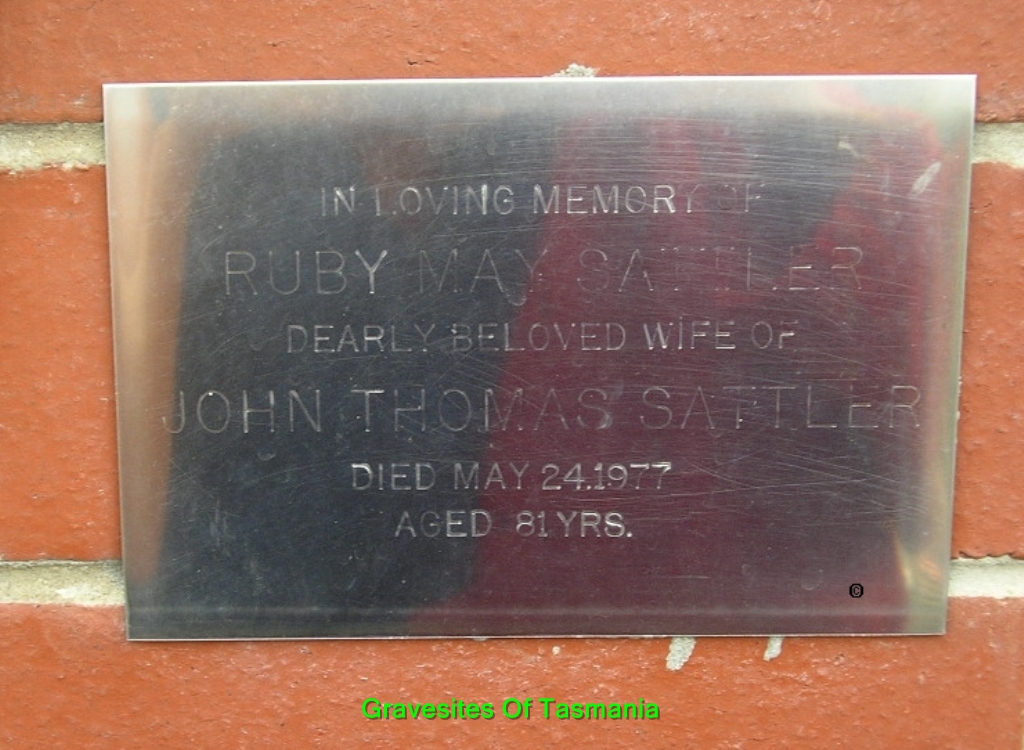 IN LOVING MEMORY OF
RUBY MAY SATTLER
DEARLY BELOVED WIFE OF
JOHN THOMAS SATTLER
DIED MAY 24.1977
AGED 81 YRS.
©
Gravesites Of Tasmania